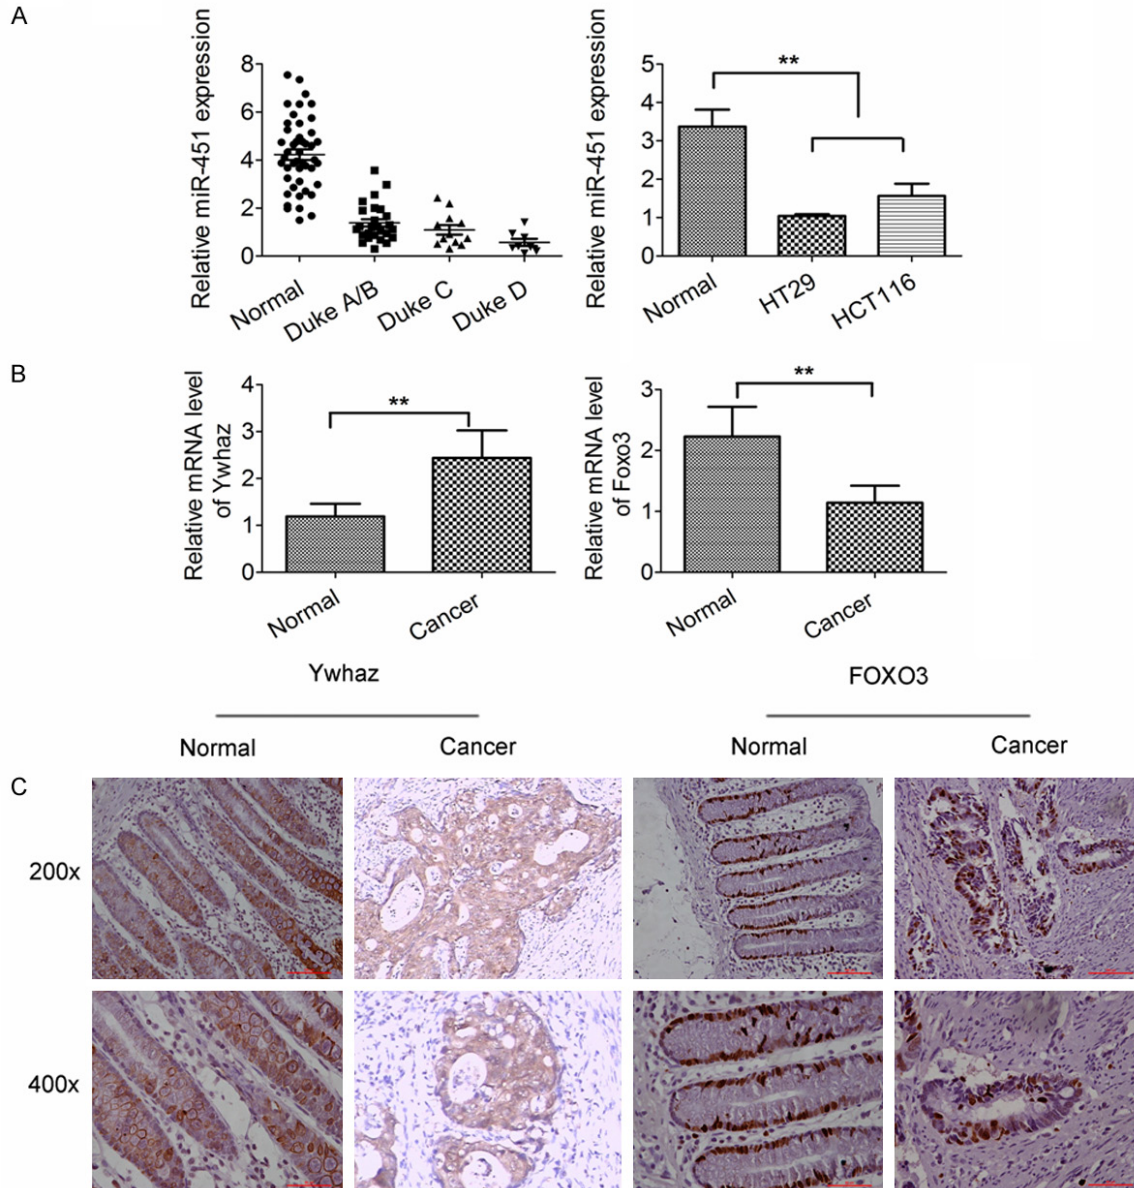 A
Relative miR-451 expression
8
6
4
2
0
Normal
Duke A/B
Duke C
Duke D
Relative miR-451 expression
5
4
3
2
1
0
**
Normal
HT29
HCT116
B
Relative mRNA level
of Ywhaz
4
3
2
1
0
**
Normal
Cancer
Relative mRNA level
of Foxo3
3
2
1
0
**
Normal
Cancer
Ywhaz
FOXO3
Normal
Cancer
Normal
Cancer
C
200x
400x